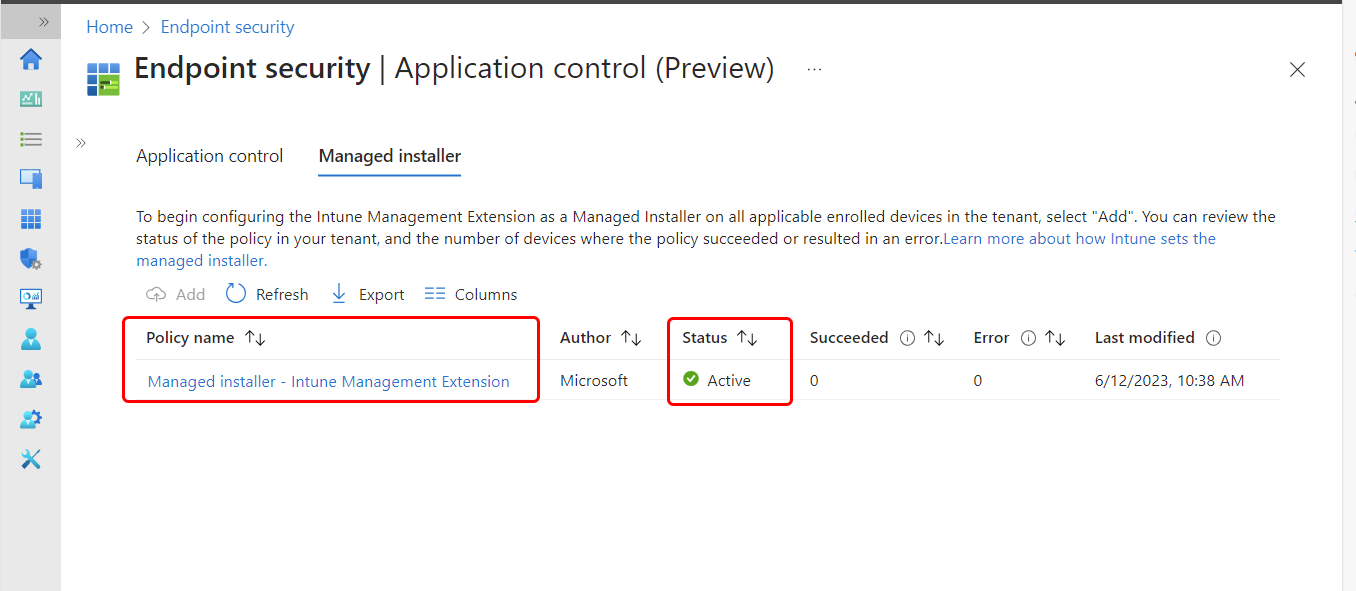 Home > Endpoint security
Endpoint security | Application control (Preview) ...
Application control Managed installer
To begin configuring the Intune Management Extension as a Managed Installer on all applicable enrolled devices in the tenant, select "Add". You can review the
status of the policy in your tenant, and the number of devices where the policy succeeded or resulted in an error.Learn more about how Intune sets the
managed installer.
Add Refresh Export Columns
Policy name Author Status Succeeded Error Last modified
Managed installer - Intune Management Extension Microsoft Active 0 0 6/12/2023, 10:38 AM